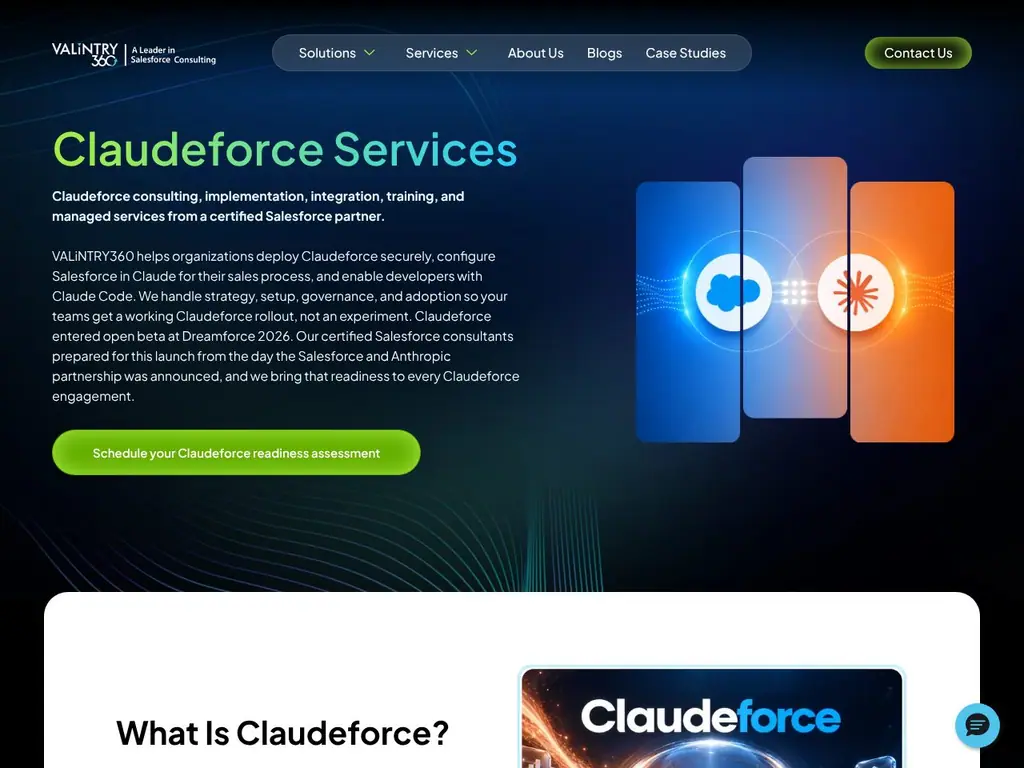 VALiNTRY
360
A Leader in
Salesforce Consulting
Solutions
Services
About Us
Blogs
Case Studies
Contact Us
Claudeforce Services
Claudeforce consulting, implementation, integration, training, and
managed services from a certified Salesforce partner.
VALiNTRY360 helps organizations deploy Claudeforce securely, configure
Salesforce in Claude for their sales process, and enable developers with
Claude Code. We handle strategy, setup, governance, and adoption so your
teams get a working Claudeforce rollout, not an experiment. Claudeforce
entered open beta at Dreamforce 2026. Our certified Salesforce consultants
prepared for this launch from the day the Salesforce and Anthropic
partnership was announced, and we bring that readiness to every Claudeforce
engagement.
Schedule your Claudeforce readiness assessment
What Is Claudeforce?
Claudeforce